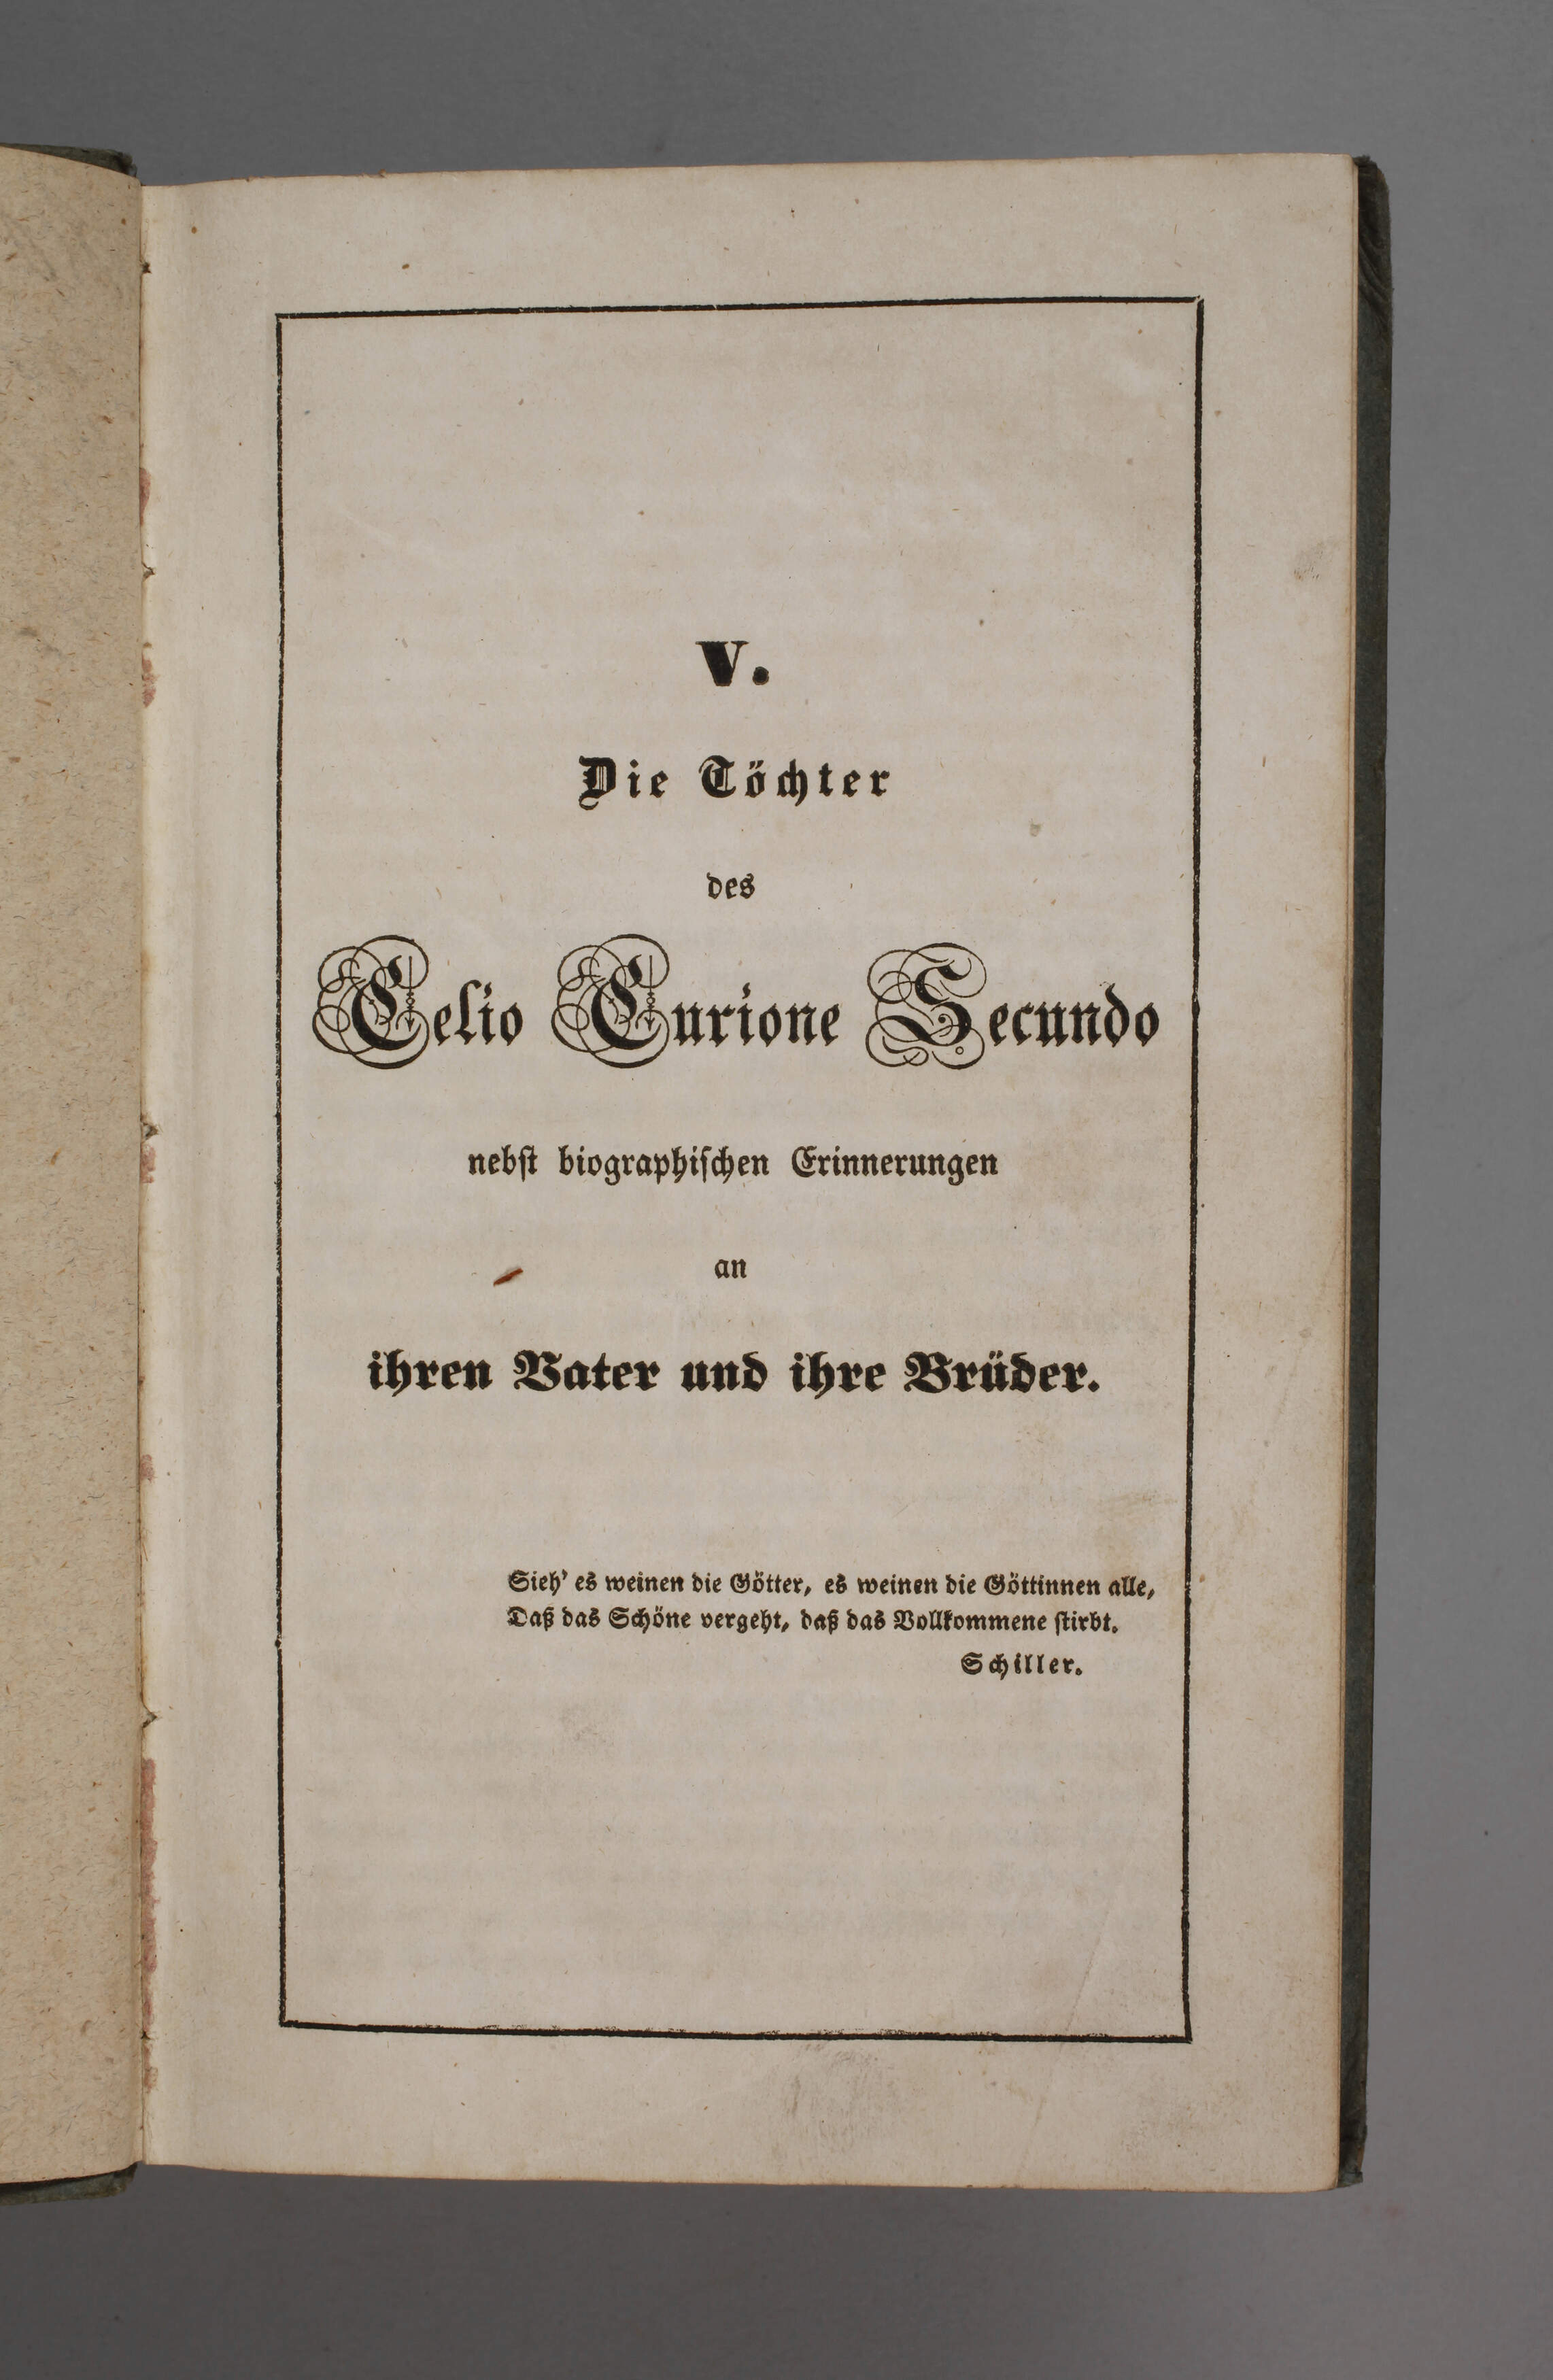 V.
Die Töchter
des
Celio Curione Secundo
nebſt biographiſchen Erinnerungen
an
ihren Vater und ihre Brüder.
Sieh' es weinen die Götter, es weinen die Göttinnen alle,
Daß das Schöne vergeht, daß das Vollkommene ſtirbt.
Schiller.